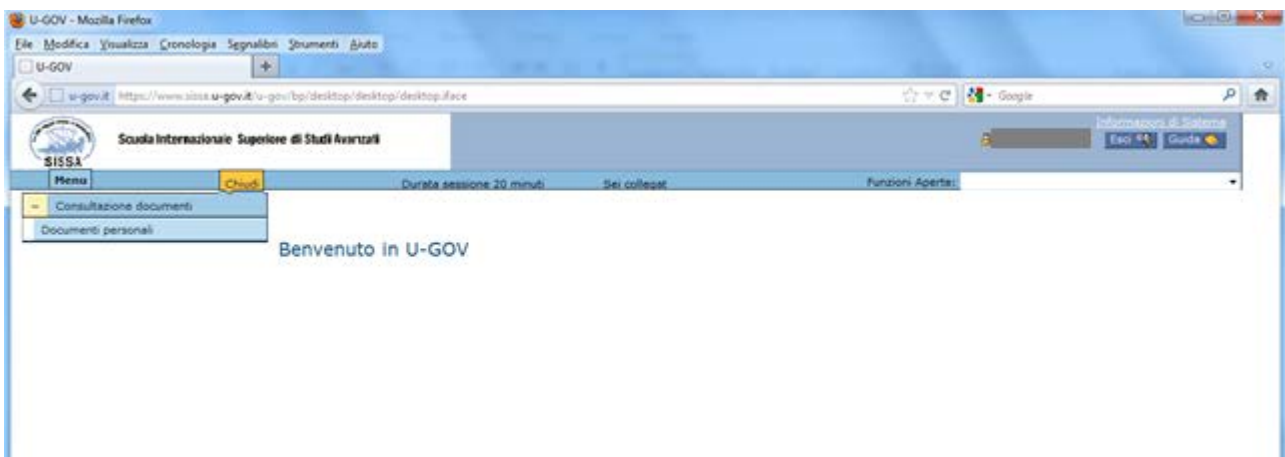 U-GOV - Mozilla Firefox
File Modifica Visualizza Cronologia Segnalibri Strumenti Aiuto
U-GOV +
u-gov.it https://www.sissa.u-gov.it/u-gov/bp/desktop/desktop/desktop.iface Google
Informazioni di Sistema
Scuola Internazionale Superiore di Studi Avanzati
Esci Guida
SISSA
Menu Chiudi Durata sessione 20 minuti Sei collegat Funzioni Aperte:
Consultazione documenti
Documenti personali
Benvenuto in U-GOV